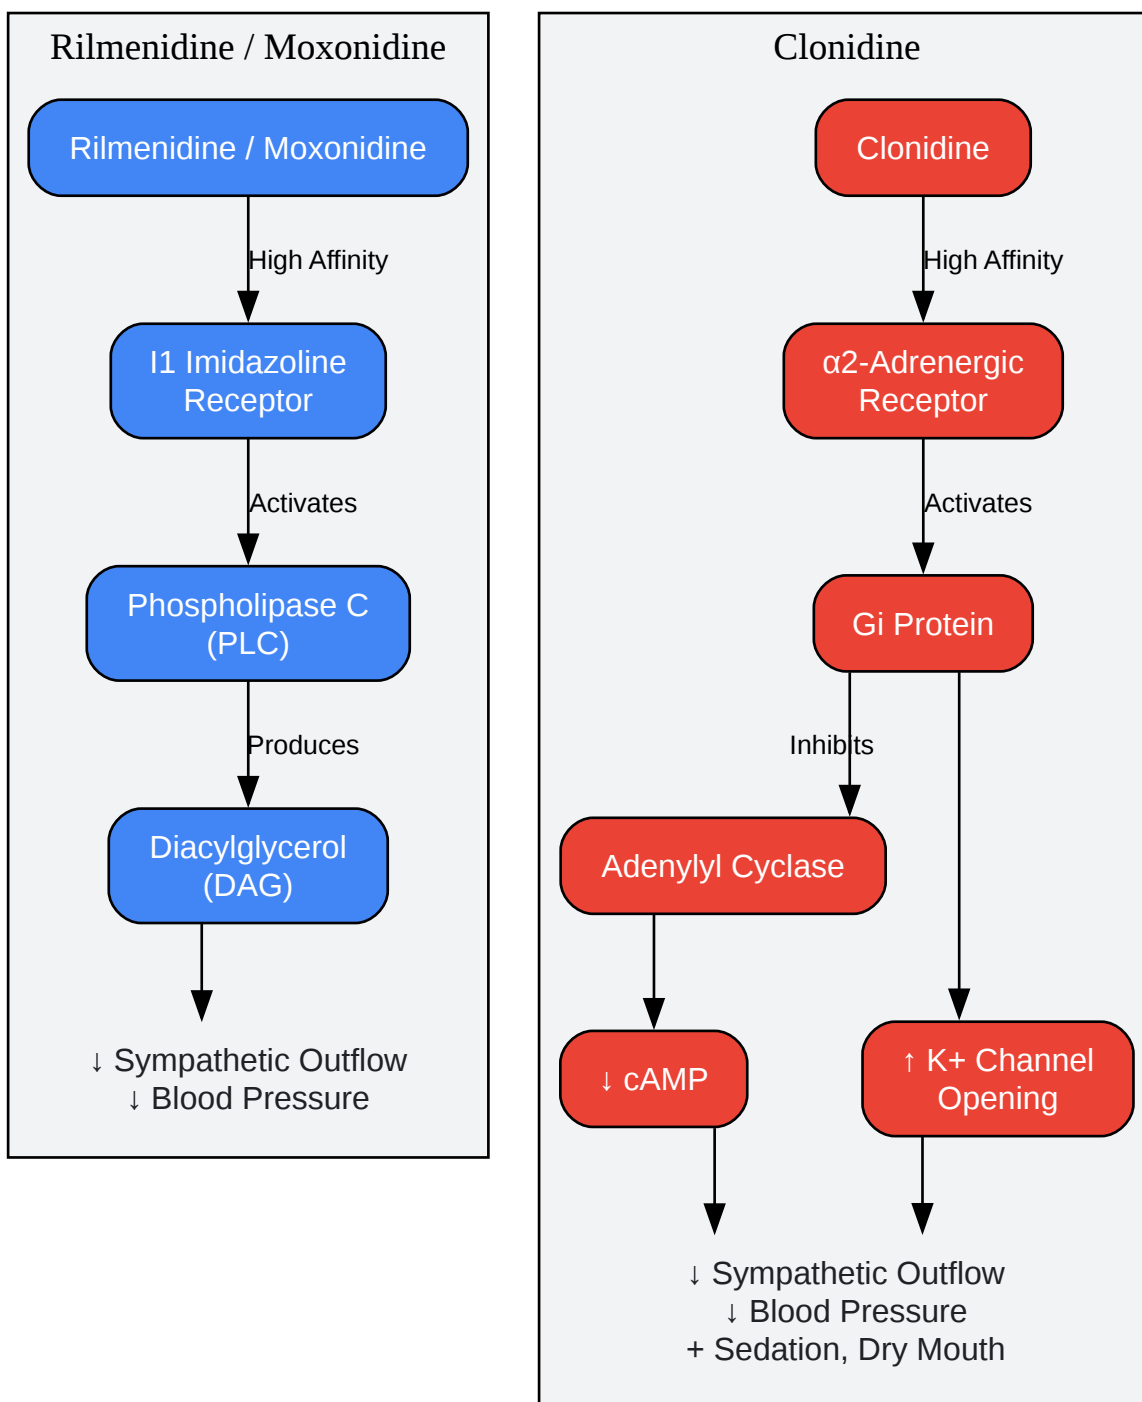 Rilmenidine / Moxonidine
Rilmenidine / Moxonidine
High Affinity
I1 Imidazoline
Receptor
Activates
Phospholipase C
(PLC)
Produces
Diacylglycerol
(DAG)
↓ Sympathetic Outflow
↓ Blood Pressure
Clonidine
Clonidine
High Affinity
α2-Adrenergic
Receptor
Activates
Gi Protein
Inhibits
Adenylyl Cyclase
↓ cAMP
↑ K+ Channel
Opening
↓ Sympathetic Outflow
↓ Blood Pressure
+ Sedation, Dry Mouth